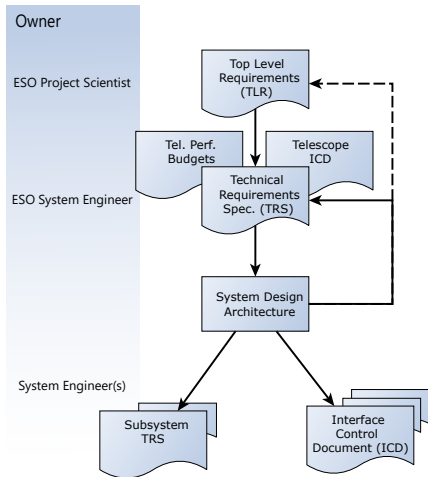 Owner
ESO Project Scientist
Top Level
Requirements
(TLR)
Tel. Perf.
Budgets
Telescope
ICD
ESO System Engineer
Technical
Requirements
Spec. (TRS)
System Design
Architecture
System Engineer(s)
Subsystem
TRS
Interface
Control
Document (ICD)